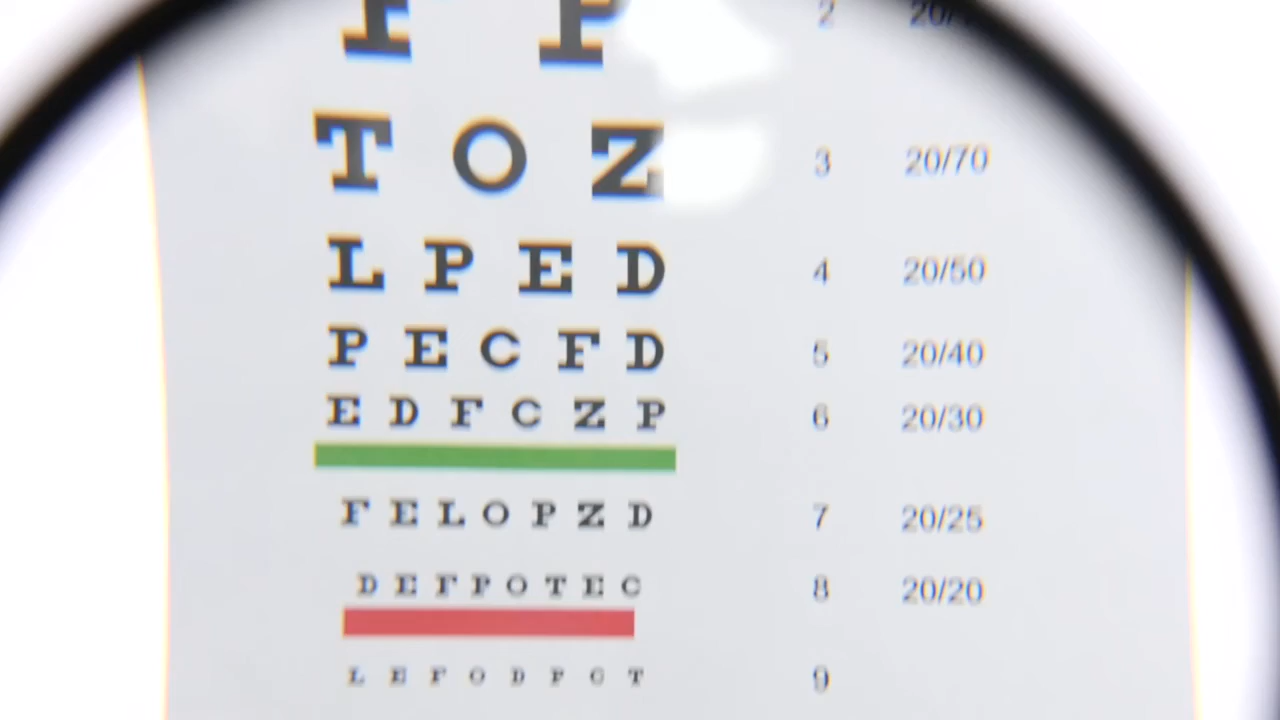 2
T O Z 3 20/70
L P E D 4 20/50
P E C F D 5 20/40
E D F C Z P 6 20/30
F E L O P Z D 7 20/25
D E F P O T E C 8 20/20
L E F O D P C T 9